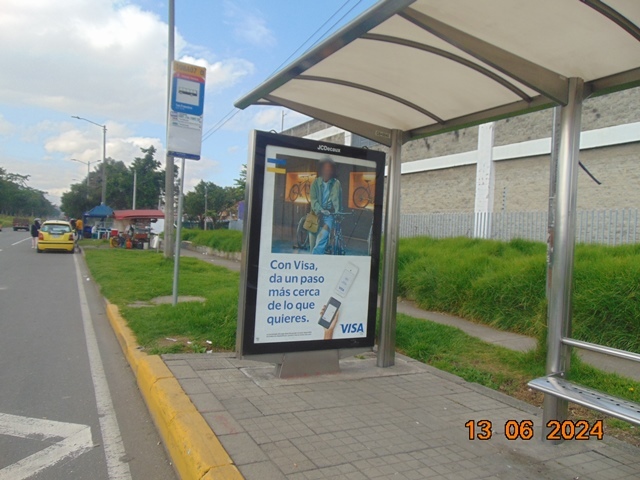 JCDecaux
Con Visa,
da un paso
más cerca
de lo que
quieres.
VISA
13 06 2024